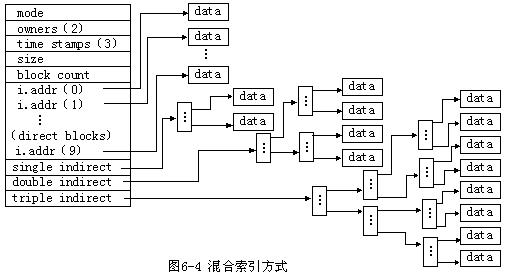 mode
owners (2)
time stamps (3)
size
block count
i.addr (0)
i.addr (1)
⋮
(direct blocks)
i.addr (9)
single indirect
double indirect
triple indirect
data
data
⋮
data
⋮
data
data
⋮
⋮
data
data
⋮
data
data
⋮
⋮
⋮
data
data
⋮
data
data
⋮
⋮
data
data
⋮
data
data
图6-4 混合索引方式